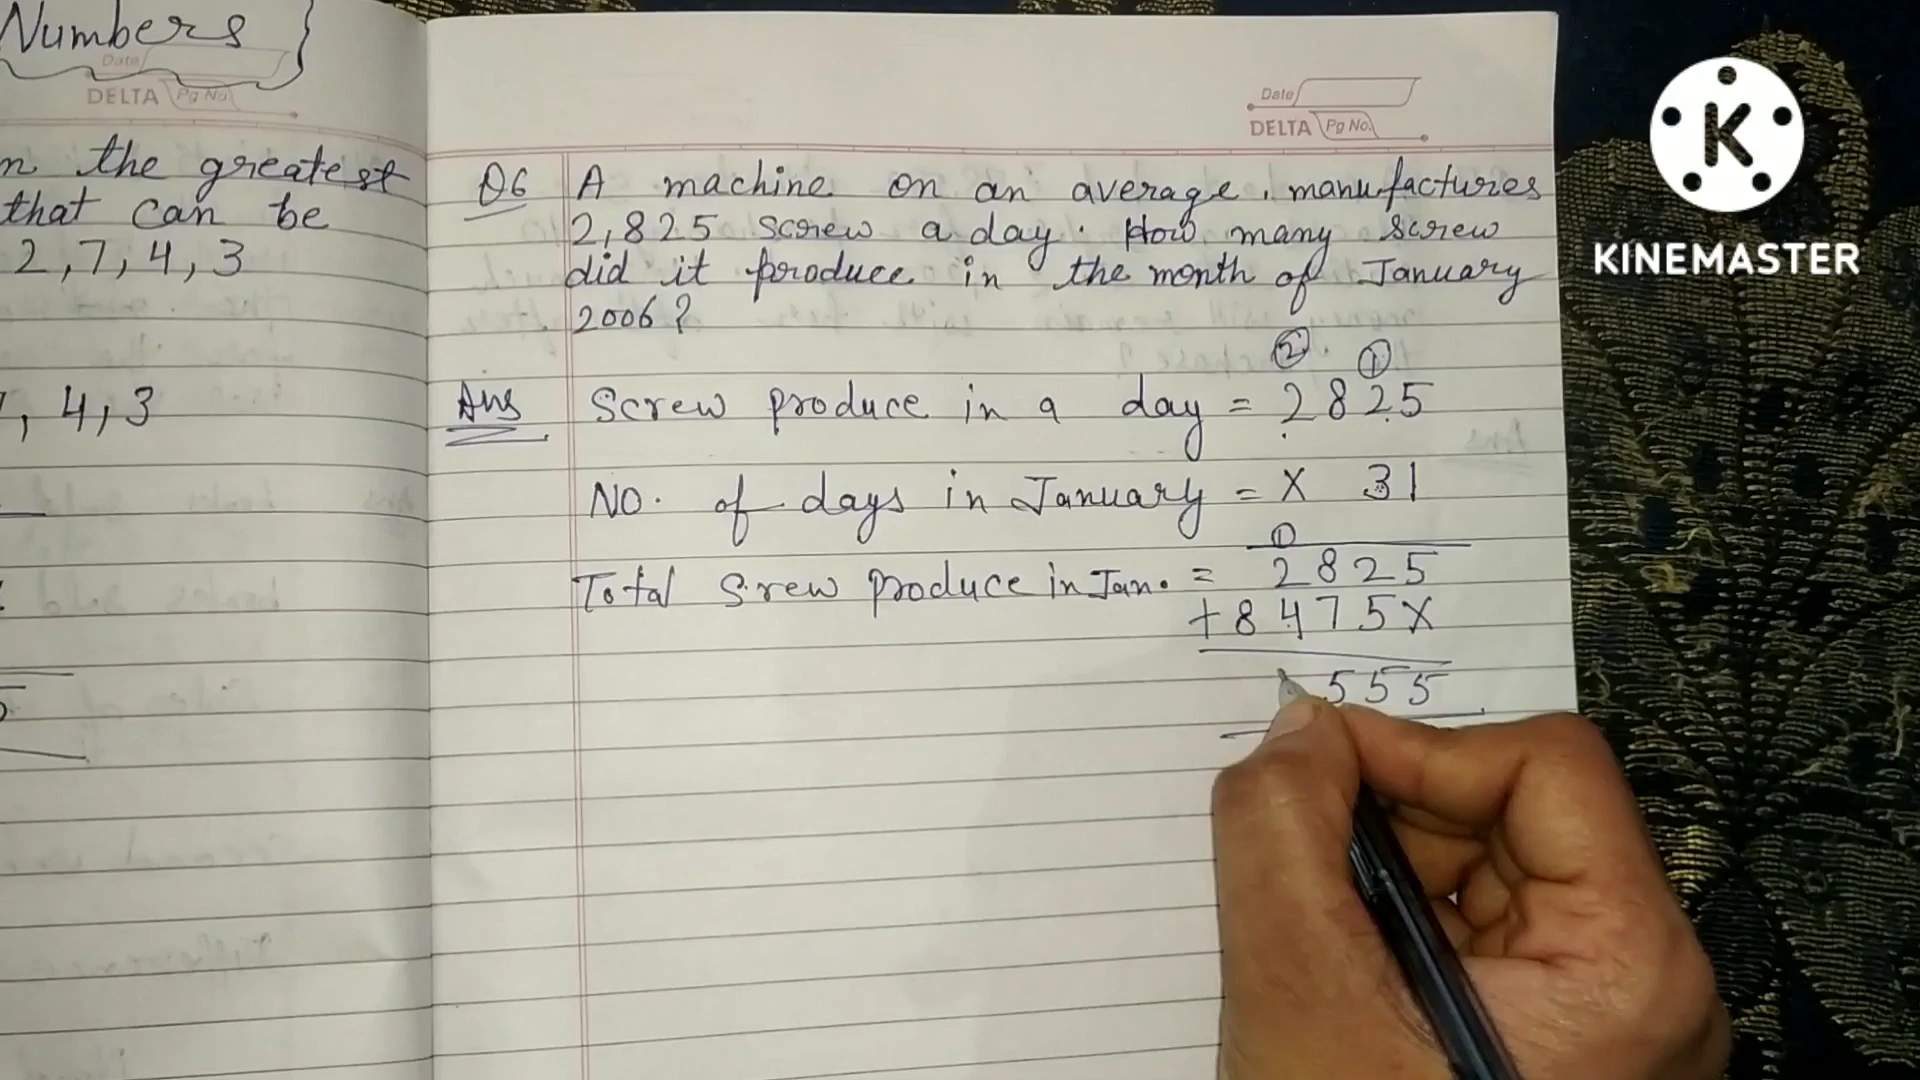 Numbers
Date
DELTA Pg No
n the greatest
that can be
2, 7, 4, 3
, 4, 3
Date
DELTA Pg No.
Q6 A machine on an average. manufactures
2,825 screw a day. How many screw
did it produce in the month of January
2006?
2 1
Ans Screw produce in a day = 2825
No. of days in January = X 31
1
Total Srew produce in Jan. = 2825
+8475X
555
K
KINEMASTER